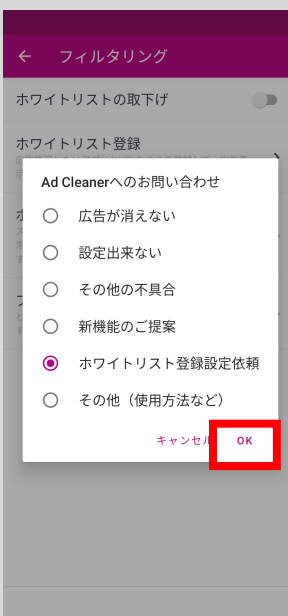 フィルタリング
ホワイトリストの取下げ
ホワイトリスト登録
Ad Cleanerへのお問い合わせ
広告が消えない
設定出来ない
その他の不具合
新機能のご提案
ホワイトリスト登録設定依頼
その他（使用方法など）
キャンセル OK